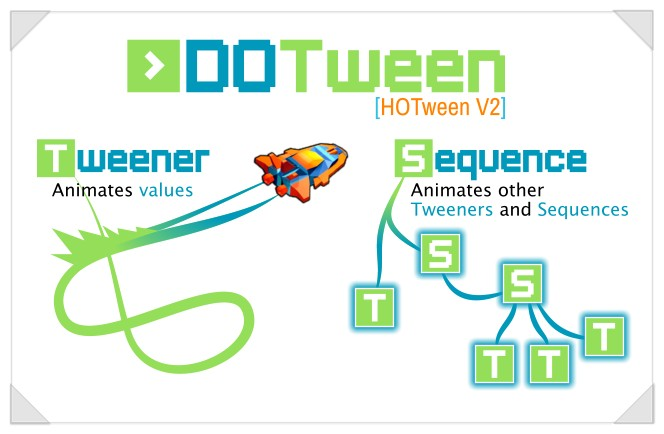 DOTween
[HOTween V2]
Tweener
Animates values
Sequence
Animates other
Tweeners and Sequences
S
S
T
T
T
T